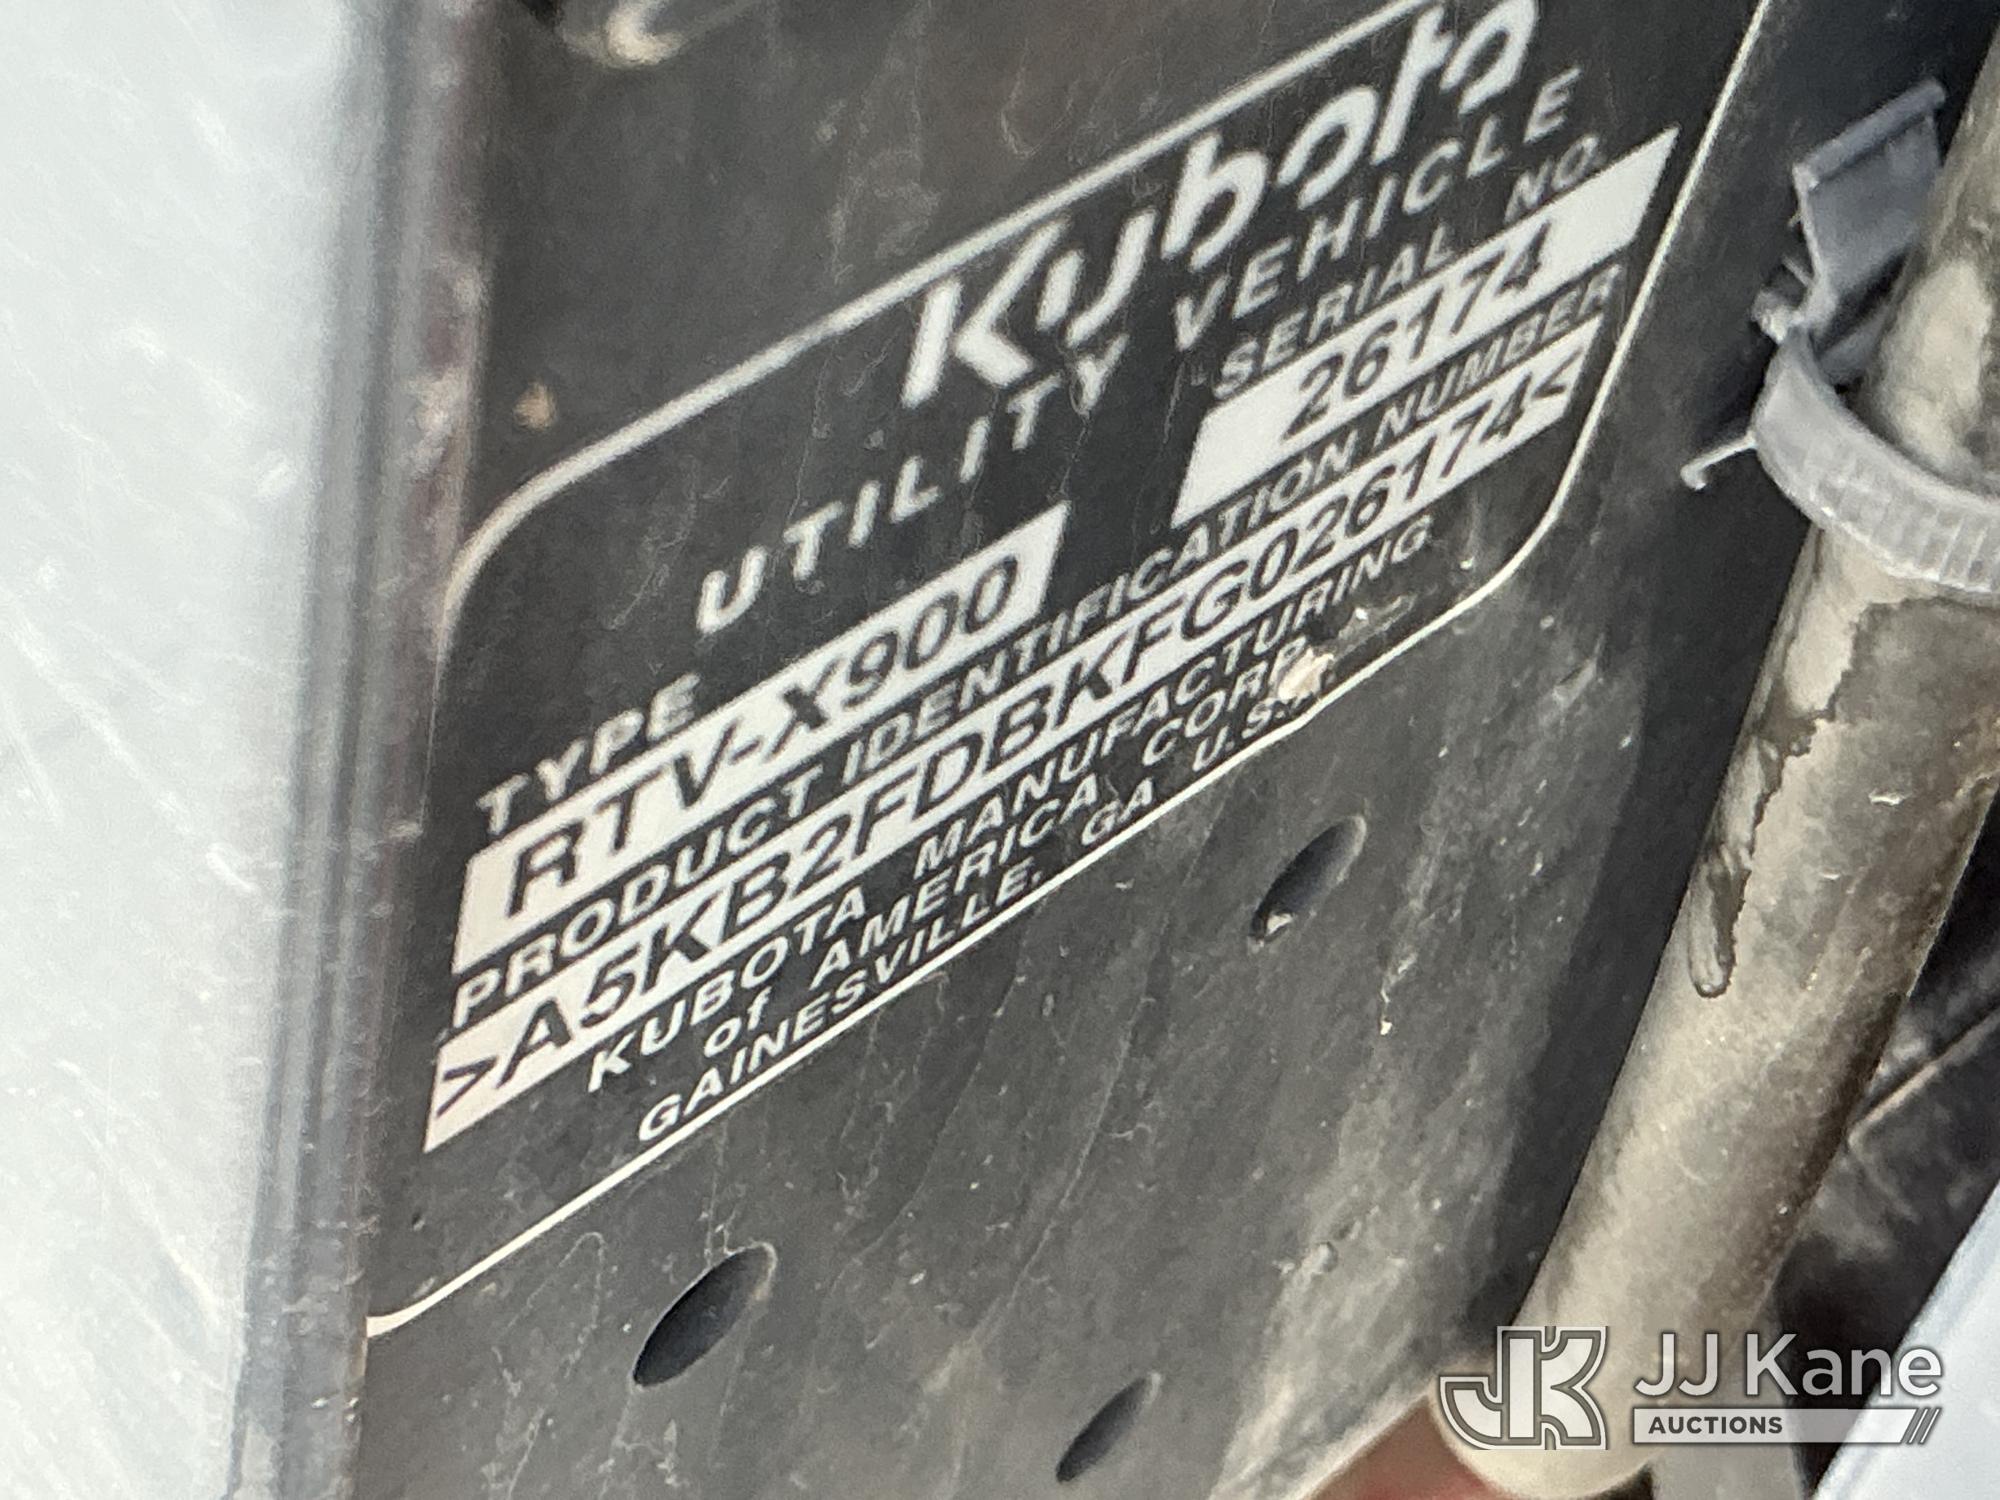 Kubota
UTILITY VEHICLE
TYPE SERIAL NO.
RTV-X900 26174
PRODUCT IDENTIFICATION NUMBER
>A5KB2FDBKFG026174<
KUBOTA MANUFACTURING
of AMERICA CORP.
GAINESVILLE, GA U.S.A.
JJ Kane
AUCTIONS